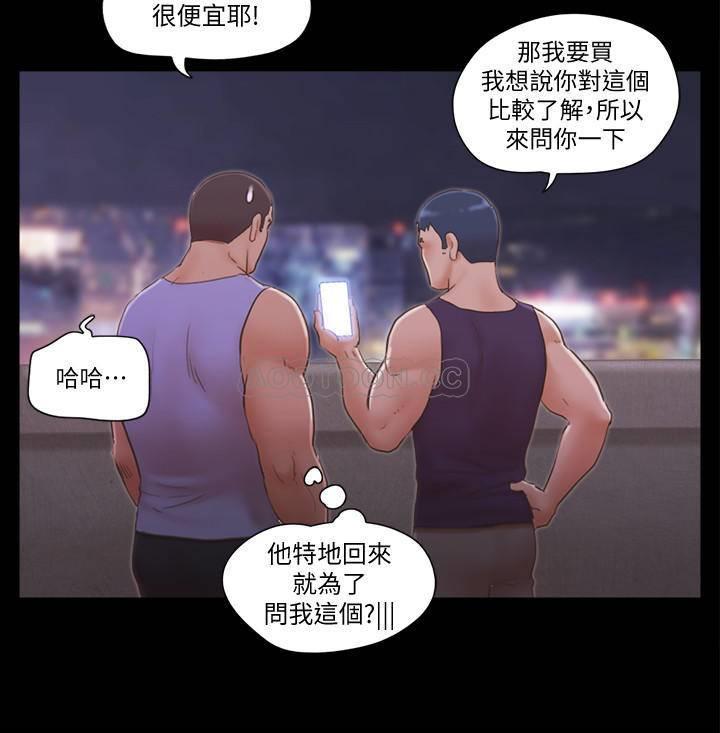 很便宜耶!
那我要買
我想說你對這個
比較了解，所以
來問你一下
哈哈…
他特地回來
就為了
問我這個?|||